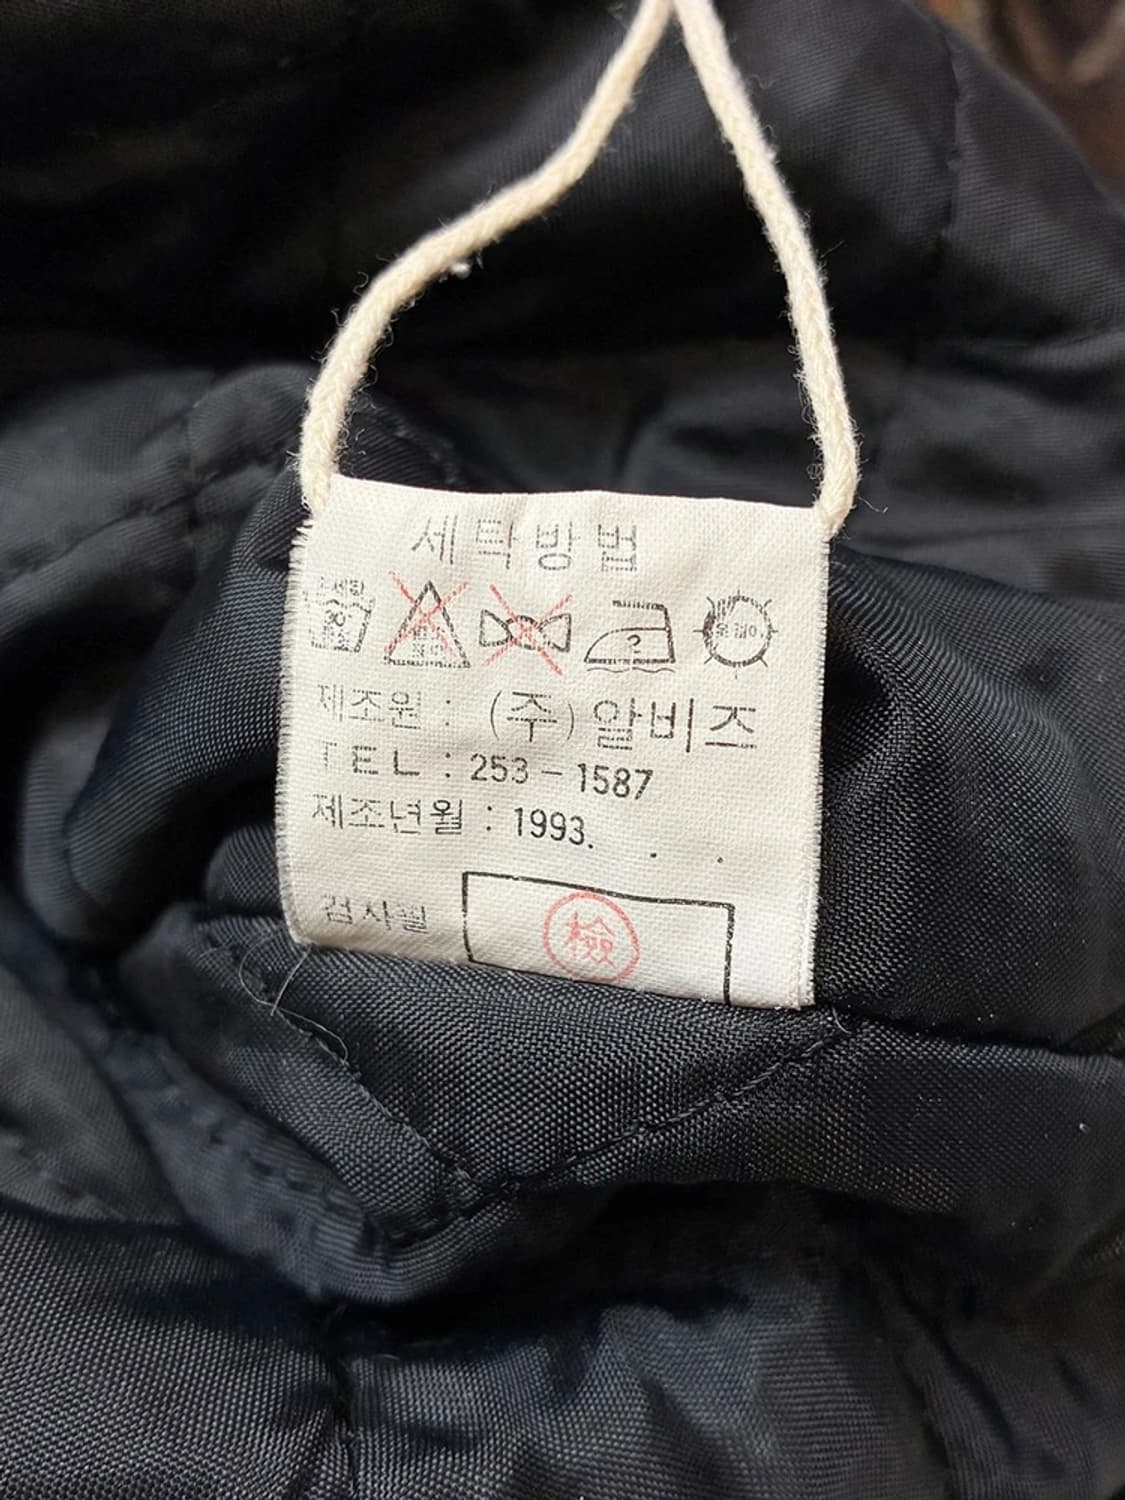 세탁방법
제조원 : (주)알비즈
TEL : 253-1587
제조년월 : 1993. . .
검사필 檢